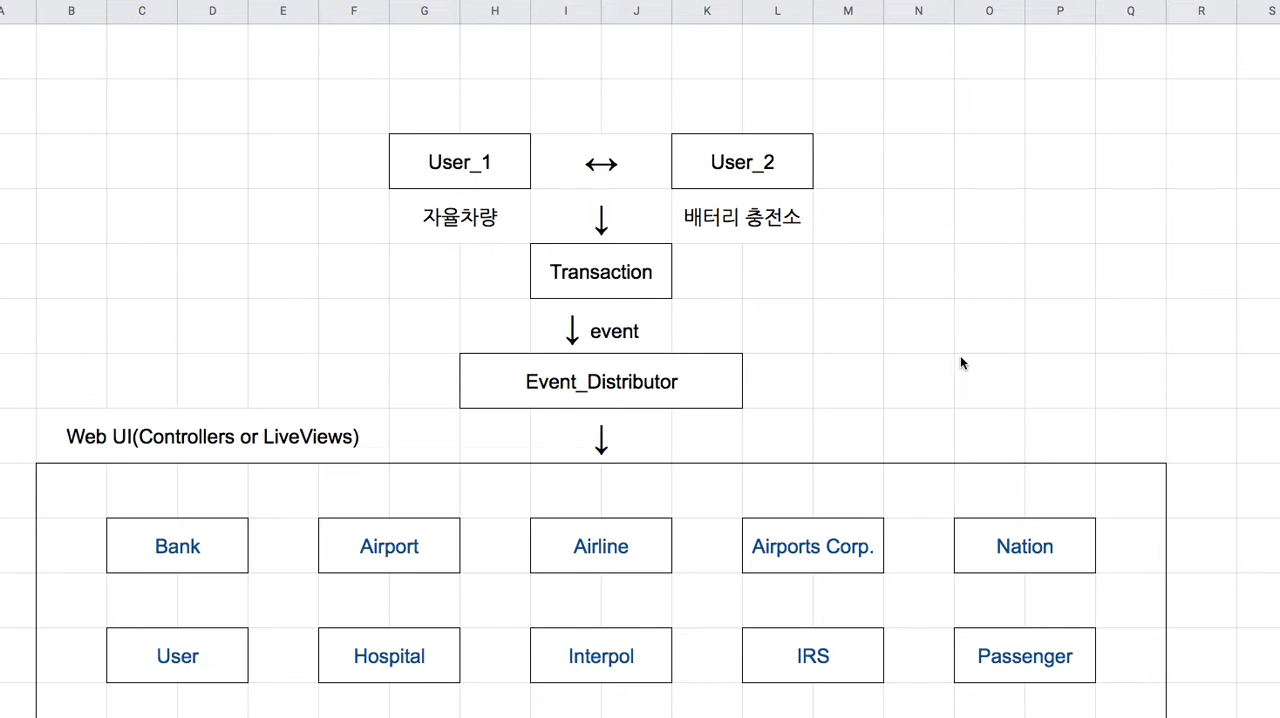 A B C D E F G H I J K L M N O P Q R S
User_1 ↔ User_2
자율차량 ↓ 배터리 충전소
Transaction
↓ event
Event_Distributor
Web UI(Controllers or LiveViews) ↓
Bank Airport Airline Airports Corp. Nation
User Hospital Interpol IRS Passenger